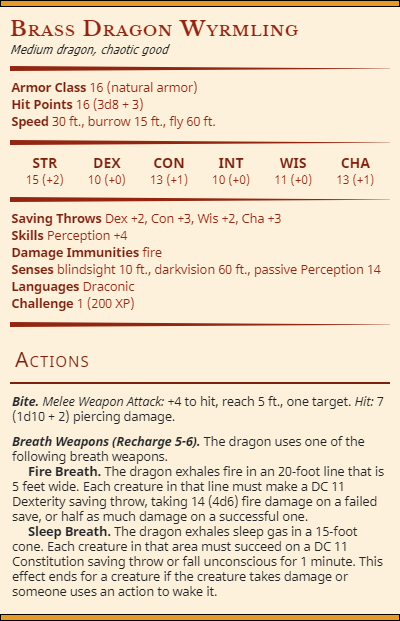 Brass Dragon Wyrmling
Medium dragon, chaotic good
Armor Class 16 (natural armor)
Hit Points 16 (3d8 + 3)
Speed 30 ft., burrow 15 ft., fly 60 ft.
STR DEX CON INT WIS CHA
15 (+2) 10 (+0) 13 (+1) 10 (+0) 11 (+0) 13 (+1)
Saving Throws Dex +2, Con +3, Wis +2, Cha +3
Skills Perception +4
Damage Immunities fire
Senses blindsight 10 ft., darkvision 60 ft., passive Perception 14
Languages Draconic
Challenge 1 (200 XP)
Actions
Bite. Melee Weapon Attack: +4 to hit, reach 5 ft., one target. Hit: 7
(1d10 + 2) piercing damage.
Breath Weapons (Recharge 5-6). The dragon uses one of the
following breath weapons.
Fire Breath. The dragon exhales fire in an 20-foot line that is
5 feet wide. Each creature in that line must make a DC 11
Dexterity saving throw, taking 14 (4d6) fire damage on a failed
save, or half as much damage on a successful one.
Sleep Breath. The dragon exhales sleep gas in a 15-foot
cone. Each creature in that area must succeed on a DC 11
Constitution saving throw or fall unconscious for 1 minute. This
effect ends for a creature if the creature takes damage or
someone uses an action to wake it.